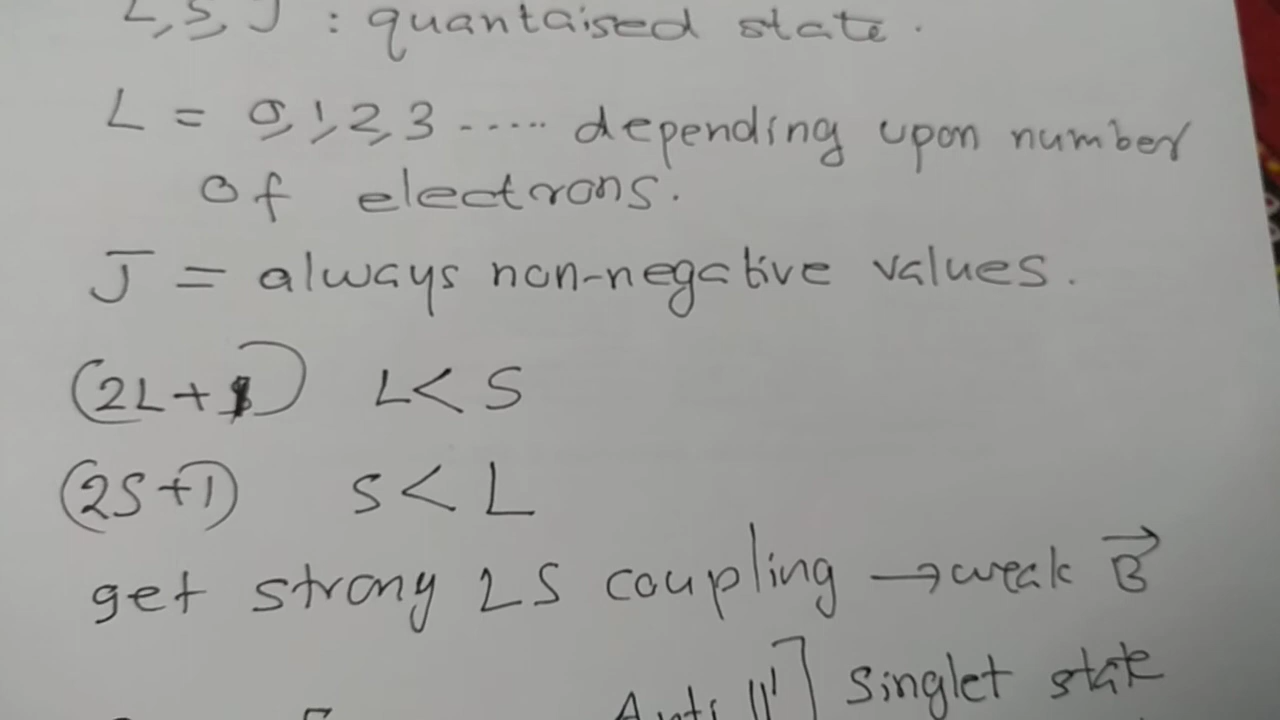 L, S, J : quantaised state.
L = 0, 1, 2, 3 ..... depending upon number
of electrons.
J = always non-negative values.
(2L+1) L < S
(2S+1) S < L
get strong LS coupling → weak B⃗
Anti ||'] Singlet state